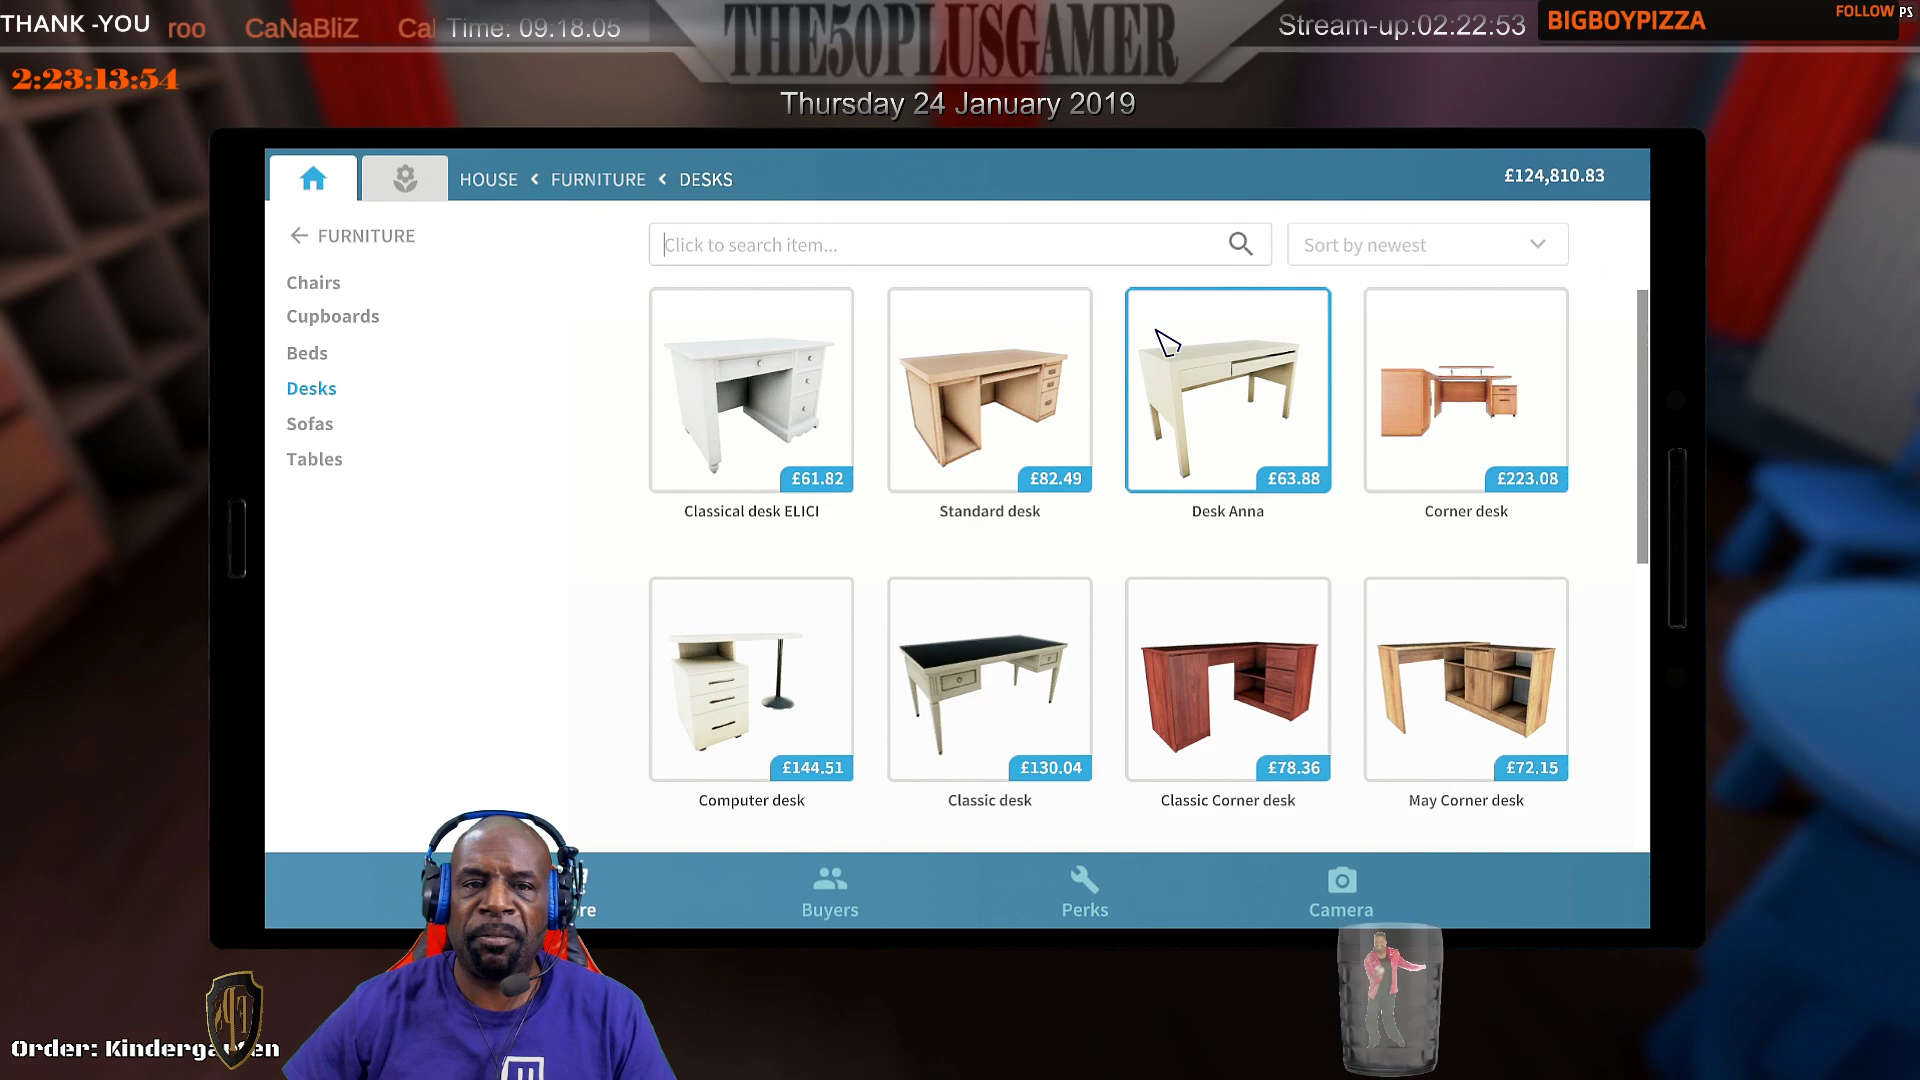 THANK -YOU
roo CaNaBliZ Cal
Time: 09.18.05
THE50PLUSGAMER
Stream-up:02:22:53
BIGBOYPIZZA
FOLLOW PS
2:23:13:54
Thursday 24 January 2019
HOUSE < FURNITURE < DESKS
£124,810.83
← FURNITURE
Click to search item...
Sort by newest
Chairs
Cupboards
Beds
Desks
Sofas
Tables
£61.82
£82.49
£63.88
£223.08
Classical desk ELICI
Standard desk
Desk Anna
Corner desk
£144.51
£130.04
£78.36
£72.15
Computer desk
Classic desk
Classic Corner desk
May Corner desk
re
Buyers
Perks
Camera
Order: Kindergarten